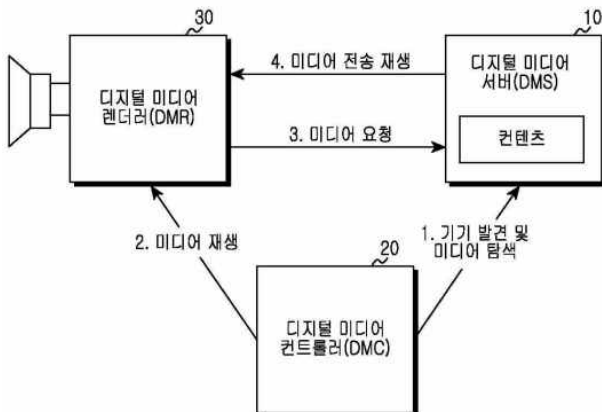 30
디지털 미디어
렌더러(DMR)
4. 미디어 전송 재생
3. 미디어 요청
10
디지털 미디어
서버(DMS)
컨텐츠
2. 미디어 재생
1. 기기 발견 및
미디어 탐색
20
디지털 미디어
컨트롤러(DMC)